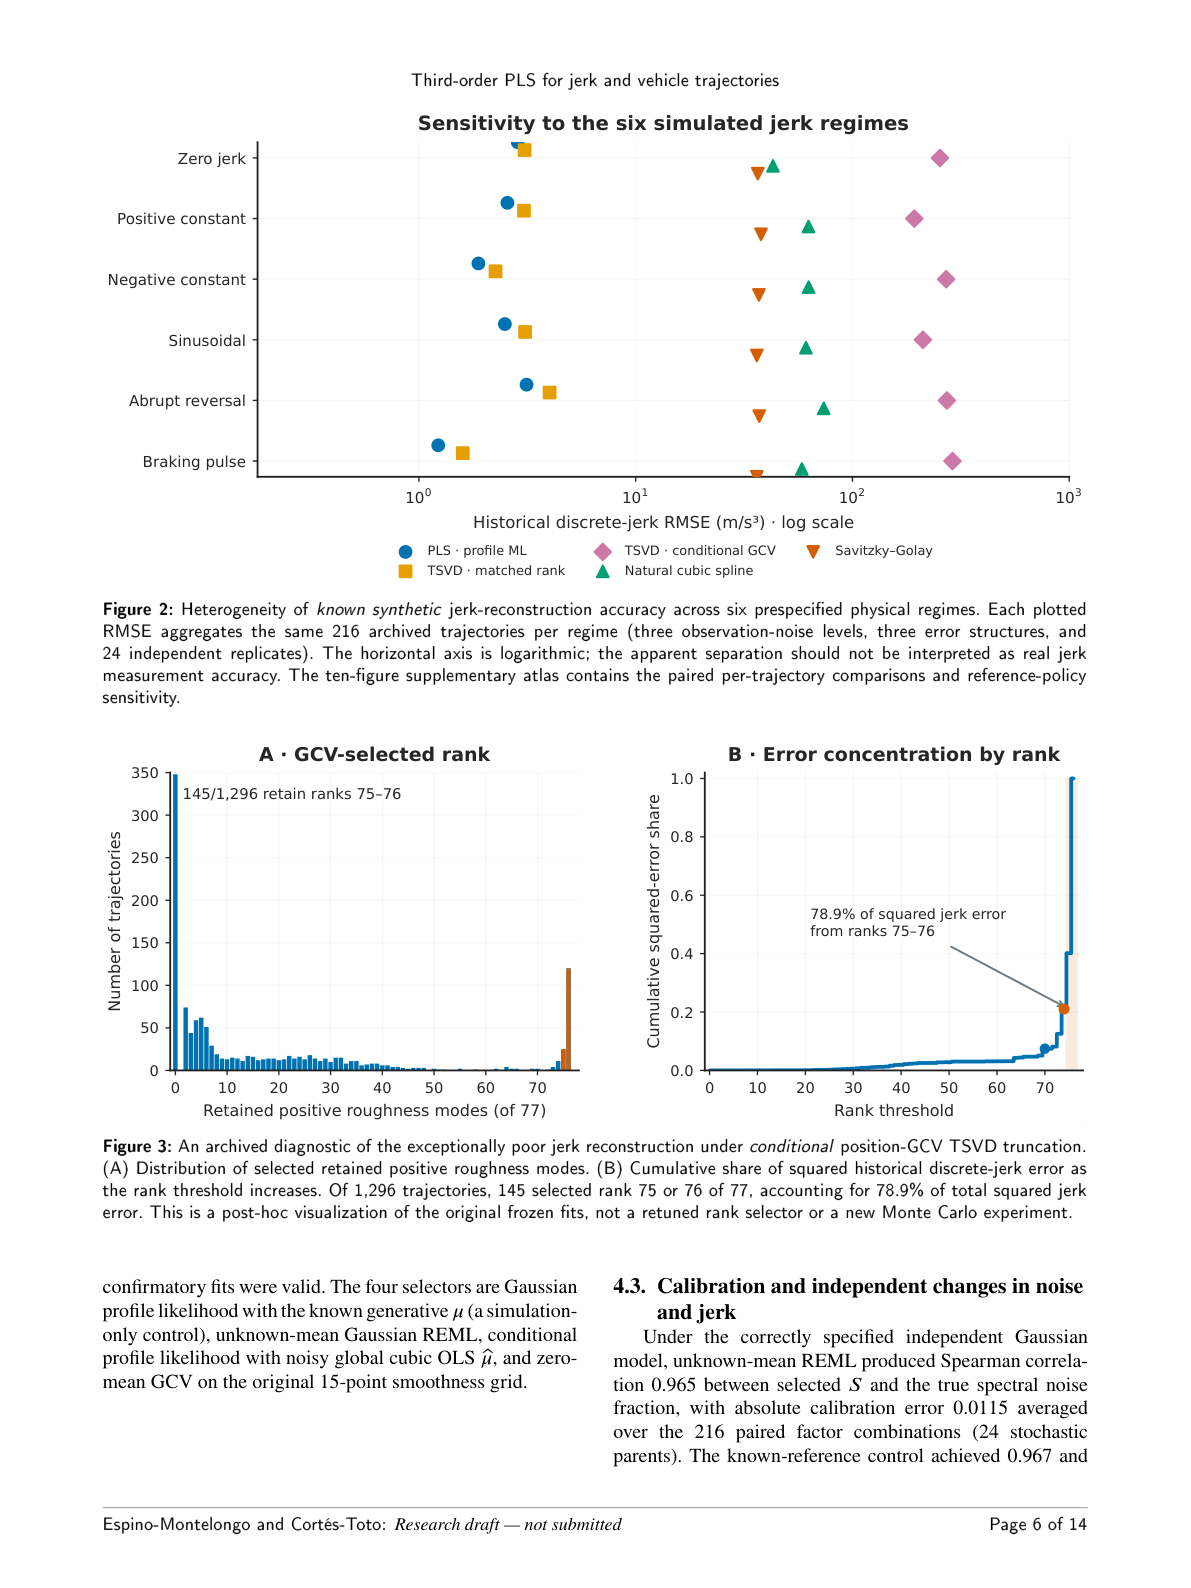 Third-order PLS for jerk and vehicle trajectories
Sensitivity to the six simulated jerk regimes
Zero jerk
Positive constant
Negative constant
Sinusoidal
Abrupt reversal
Braking pulse
10⁰ 10¹ 10² 10³
Historical discrete-jerk RMSE (m/s³) · log scale
PLS · profile ML TSVD · conditional GCV Savitzky–Golay
TSVD · matched rank Natural cubic spline
Figure 2: Heterogeneity of known synthetic jerk-reconstruction accuracy across six prespecified physical regimes. Each plotted
RMSE aggregates the same 216 archived trajectories per regime (three observation-noise levels, three error structures, and
24 independent replicates). The horizontal axis is logarithmic; the apparent separation should not be interpreted as real jerk
measurement accuracy. The ten-figure supplementary atlas contains the paired per-trajectory comparisons and reference-policy
sensitivity.
A · GCV-selected rank
350
300
250
200
150
100
50
0
Number of trajectories
145/1,296 retain ranks 75–76
0 10 20 30 40 50 60 70
Retained positive roughness modes (of 77)
B · Error concentration by rank
1.0
0.8
0.6
0.4
0.2
0.0
Cumulative squared-error share
78.9% of squared jerk error
from ranks 75–76
0 10 20 30 40 50 60 70
Rank threshold
Figure 3: An archived diagnostic of the exceptionally poor jerk reconstruction under conditional position-GCV TSVD truncation.
(A) Distribution of selected retained positive roughness modes. (B) Cumulative share of squared historical discrete-jerk error as
the rank threshold increases. Of 1,296 trajectories, 145 selected rank 75 or 76 of 77, accounting for 78.9% of total squared jerk
error. This is a post-hoc visualization of the original frozen fits, not a retuned rank selector or a new Monte Carlo experiment.
confirmatory fits were valid. The four selectors are Gaussian
profile likelihood with the known generative μ (a simulation-
only control), unknown-mean Gaussian REML, conditional
profile likelihood with noisy global cubic OLS μ̂, and zero-
mean GCV on the original 15-point smoothness grid.
4.3. Calibration and independent changes in noise
and jerk
Under the correctly specified independent Gaussian
model, unknown-mean REML produced Spearman correla-
tion 0.965 between selected S and the true spectral noise
fraction, with absolute calibration error 0.0115 averaged
over the 216 paired factor combinations (24 stochastic
parents). The known-reference control achieved 0.967 and
Espino-Montelongo and Cortés-Toto: Research draft — not submitted
Page 6 of 14